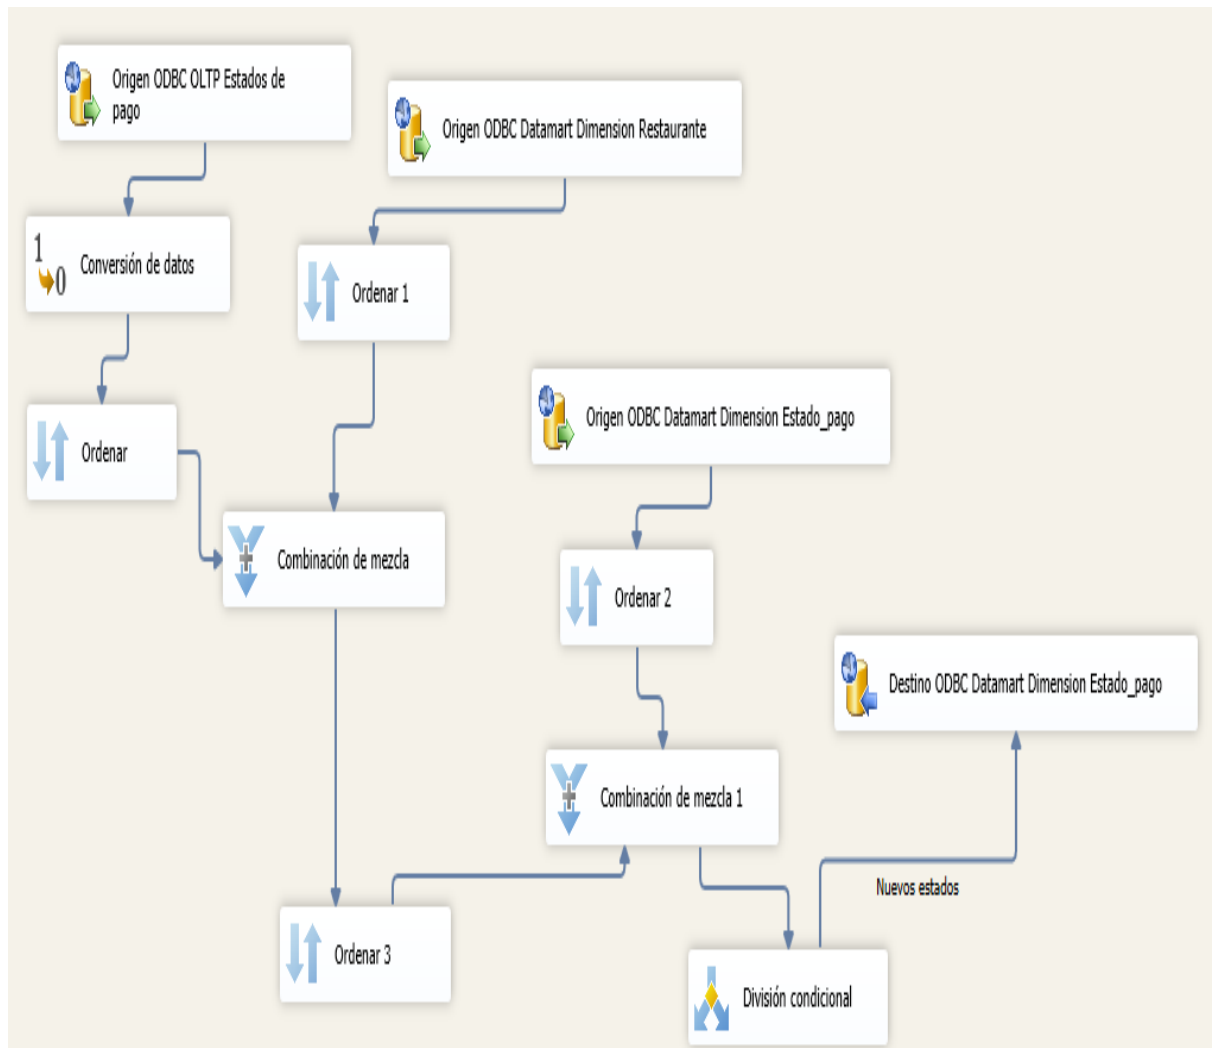 Origen ODBC OLTP Estados de
pago
Origen ODBC Datamart Dimension Restaurante
1
0
Conversión de datos
Ordenar 1
Origen ODBC Datamart Dimension Estado_pago
Ordenar
Combinación de mezcla
Ordenar 2
Destino ODBC Datamart Dimension Estado_pago
Combinación de mezcla 1
Nuevos estados
Ordenar 3
División condicional